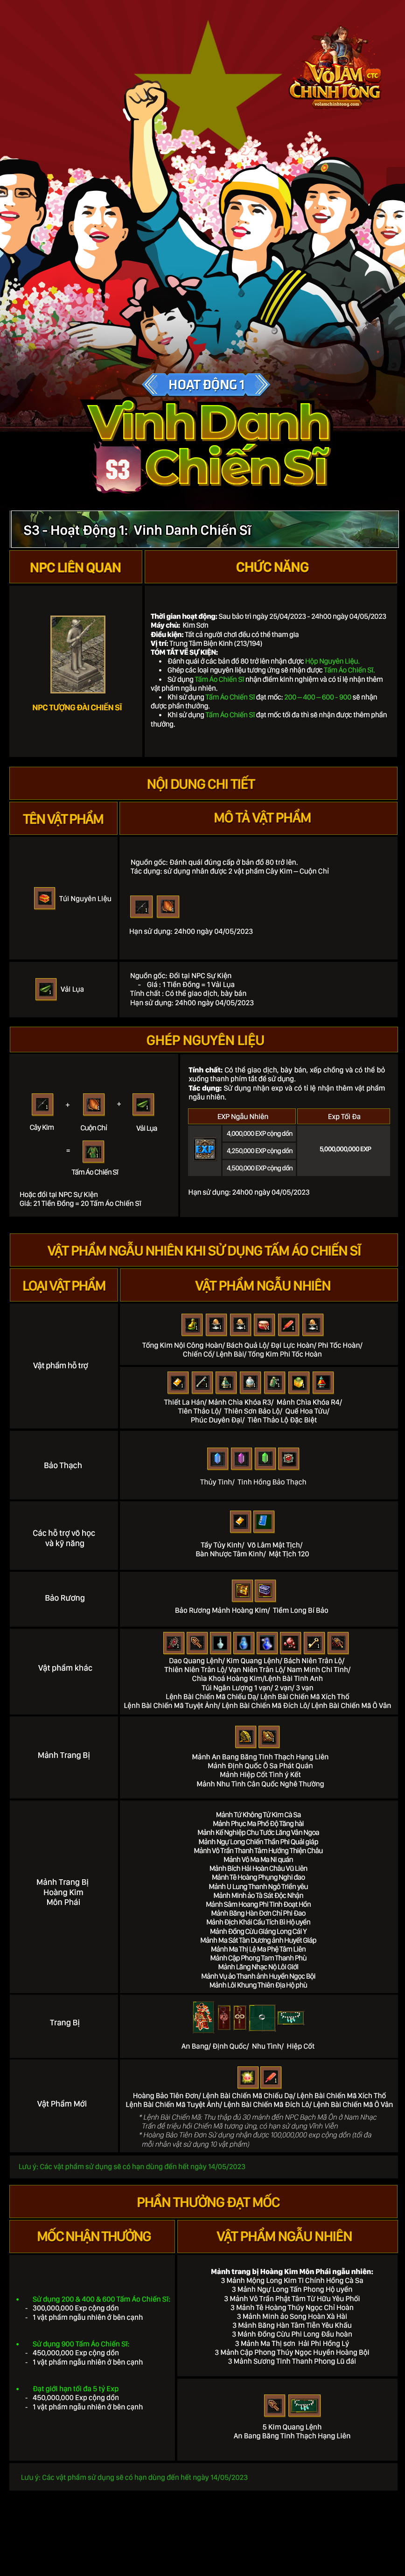 VÕ LÂM
CTC
CHÍNH TÔNG
volamchinhtong.com
HOẠT ĐỘNG 1
Vinh Danh
S3
Chiến Sĩ
S3 - Hoạt Động 1: Vinh Danh Chiến Sĩ
NPC LIÊN QUAN
CHỨC NĂNG
NPC TƯỢNG ĐÀI CHIẾN SĨ
Thời gian hoạt động: Sau bảo trì ngày 25/04/2023 - 24h00 ngày 04/05/2023
Máy chủ: Kim Sơn
Điều kiện: Tất cả người chơi đều có thể tham gia
Vị trí: Trung Tâm Biện Kinh (213/194)
TÓM TẮT VỀ SỰ KIỆN:
• Đánh quái ở các bản đồ 80 trở lên nhận được Hộp Nguyên Liệu.
• Ghép các loại nguyên liệu tương ứng sẽ nhận được Tấm Áo Chiến Sĩ.
• Sử dụng Tấm Áo Chiến Sĩ nhận điểm kinh nghiệm và có tỉ lệ nhận thêm
vật phẩm ngẫu nhiên.
• Khi sử dụng Tấm Áo Chiến Sĩ đạt mốc: 200 – 400 – 600 - 900 sẽ nhận
được phần thưởng.
• Khi sử dụng Tấm Áo Chiến Sĩ đạt mốc tối đa thì sẽ nhận được thêm phần
thưởng.
NỘI DUNG CHI TIẾT
TÊN VẬT PHẨM
MÔ TẢ VẬT PHẨM
Túi Nguyên Liệu
Nguồn gốc: Đánh quái đúng cấp ở bản đồ 80 trở lên.
Tác dụng: sử dụng nhân được 2 vật phẩm Cây Kim – Cuộn Chỉ
Hạn sử dụng: 24h00 ngày 04/05/2023
Vải Lụa
Nguồn gốc: Đổi tại NPC Sự Kiện
- Giá : 1 Tiền Đồng = 1 Vải Lụa
Tính chất : Có thể giao dịch, bày bán
Hạn sử dụng: 24h00 ngày 04/05/2023
GHÉP NGUYÊN LIỆU
+
+
Cây Kim
Cuộn Chỉ
Vải Lụa
=
Tấm Áo Chiến Sĩ
Hoặc đổi tại NPC Sự Kiện
Giá: 21 Tiền Đồng = 20 Tấm Áo Chiến Sĩ
Tính chất: Có thể giao dịch, bày bán, xếp chồng và có thể bỏ
xuống thanh phím tắt để sử dụng.
Tác dụng: Sử dụng nhận exp và có tỉ lệ nhận thêm vật phẩm
ngẫu nhiên.
EXP Ngẫu Nhiên
Exp Tối Đa
EXP
4,000,000 EXP cộng dồn
4,250,000 EXP cộng dồn
4,500,000 EXP cộng dồn
5,000,000,000 EXP
Hạn sử dụng: 24h00 ngày 04/05/2023
VẬT PHẨM NGẪU NHIÊN KHI SỬ DỤNG TẤM ÁO CHIẾN SĨ
LOẠI VẬT PHẨM
VẬT PHẨM NGẪU NHIÊN
Vật phẩm hỗ trợ
Tống Kim Nội Công Hoàn/ Bách Quả Lộ/ Đại Lực Hoàn/ Phi Tốc Hoàn/
Chiến Cổ/ Lệnh Bài/ Tống Kim Phi Tốc Hoàn
Thiết La Hán/ Mảnh Chìa Khóa R3/ Mảnh Chìa Khóa R4/
Tiên Thảo Lộ/ Thiên Sơn Bảo Lộ/ Quế Hoa Tửu/
Phúc Duyên Đại/ Tiên Thảo Lộ Đặc Biệt
Bảo Thạch
Thủy Tinh/ Tinh Hồng Bảo Thạch
Các hỗ trợ võ học
và kỹ năng
Tẩy Tủy Kinh/ Võ Lâm Mật Tịch/
Bàn Nhược Tâm Kinh/ Mật Tịch 120
Bảo Rương
Bảo Rương Mảnh Hoàng Kim/ Tiềm Long Bí Bảo
Vật phẩm khác
Dao Quang Lệnh/ Kim Quang Lệnh/ Bách Niên Trân Lộ/
Thiên Niên Trân Lộ/ Vạn Niên Trân Lộ/ Nam Minh Chi Tinh/
Chìa Khoá Hoàng Kim/Lệnh Bài Tinh Anh
Túi Ngân Lượng 1 vạn/ 2 vạn/ 3 vạn
Lệnh Bài Chiến Mã Chiếu Dạ/ Lệnh Bài Chiến Mã Xích Thố
Lệnh Bài Chiến Mã Tuyệt Ảnh/ Lệnh Bài Chiến Mã Đích Lô/ Lệnh Bài Chiến Mã Ô Vân
Mảnh Trang Bị
Mảnh An Bang Băng Tinh Thạch Hạng Liên
Mảnh Định Quốc Ô Sa Phát Quán
Mảnh Hiệp Cốt Tình ý Kết
Mảnh Nhu Tình Cân Quốc Nghê Thường
Mảnh Trang Bị
Hoàng Kim
Môn Phái
Mảnh Tứ Không Tử Kim Cà Sa
Mảnh Phục Ma Phổ Độ Tăng hài
Mảnh Kế Nghiệp Chu Tước Lăng Vân Ngoa
Mảnh Ngự Long Chiến Thần Phi Quải giáp
Mảnh Vô Trần Thanh Tâm Hướng Thiện Châu
Mảnh Vô Ma Ma Ni quán
Mảnh Bích Hải Hoàn Châu Vũ Liên
Mảnh Tê Hoàng Phụng Nghi đao
Mảnh U Lung Thanh Ngô Triền yêu
Mảnh Minh ảo Tà Sát Độc Nhận
Mảnh Sâm Hoang Phi Tinh Đoạt Hồn
Mảnh Băng Hàn Đơn Chỉ Phi Đao
Mảnh Địch Khái Cẩu Tích Bì Hộ uyển
Mảnh Đồng Cừu Giáng Long Cái Y
Mảnh Ma Sát Tàn Dương ảnh Huyết Giáp
Mảnh Ma Thị Lệ Ma Phệ Tâm Liên
Mảnh Cập Phong Tam Thanh Phù
Mảnh Lăng Nhạc Nộ Lôi Giới
Mảnh Vụ ảo Thanh ảnh Huyền Ngọc Bội
Mảnh Lôi Khung Thiên Địa Hộ phù
Trang Bị
An Bang/ Định Quốc/ Nhu Tình/ Hiệp Cốt
Vật Phẩm Mới
Hoàng Bảo Tiên Đơn/ Lệnh Bài Chiến Mã Chiếu Dạ/ Lệnh Bài Chiến Mã Xích Thố
Lệnh Bài Chiến Mã Tuyệt Ảnh/ Lệnh Bài Chiến Mã Đích Lô/ Lệnh Bài Chiến Mã Ô Vân
* Lệnh Bài Chiến Mã: Thu thập đủ 30 mảnh đến NPC Bạch Mã Ôn ở Nam Nhạc
Trấn để triệu hồi Chiến Mã tương ứng, có hạn sử dụng Vĩnh Viễn
* Hoàng Bảo Tiên Đơn Sử dụng nhận được 100,000,000 exp cộng dồn (tối đa
mỗi nhân vật sử dụng 10 vật phẩm)
Lưu ý: Các vật phẩm sử dụng sẽ có hạn dùng đến hết ngày 14/05/2023
PHẦN THƯỞNG ĐẠT MỐC
MỐC NHẬN THƯỞNG
VẬT PHẨM NGẪU NHIÊN
• Sử dụng 200 & 400 & 600 Tấm Áo Chiến Sĩ:
- 300,000,000 Exp cộng dồn
- 1 vật phẩm ngẫu nhiên ở bên cạnh
• Sử dụng 900 Tấm Áo Chiến Sĩ:
- 450,000,000 Exp cộng dồn
- 1 vật phẩm ngẫu nhiên ở bên cạnh
• Đạt giới hạn tối đa 5 tỷ Exp
- 450,000,000 Exp cộng dồn
- 1 vật phẩm ngẫu nhiên ở bên cạnh
Mảnh trang bị Hoàng Kim Môn Phái ngẫu nhiên:
3 Mảnh Mộng Long Kim Ti Chính Hồng Cà Sa
3 Mảnh Ngự Long Tấn Phong Hộ uyển
3 Mảnh Vô Trần Phật Tâm Từ Hữu Yêu Phối
3 Mảnh Tê Hoàng Thúy Ngọc Chỉ Hoàn
3 Mảnh Minh ảo Song Hoàn Xà Hài
3 Mảnh Băng Hàn Tâm Tiễn Yêu Khấu
3 Mảnh Đồng Cừu Phi Long Đầu hoàn
3 Mảnh Ma Thị sơn Hải Phi Hồng Lý
3 Mảnh Cập Phong Thúy Ngọc Huyền Hoàng Bội
3 Mảnh Sương Tinh Thanh Phong Lũ đái
5 Kim Quang Lệnh
An Bang Băng Tinh Thạch Hạng Liên
Lưu ý: Các vật phẩm sử dụng sẽ có hạn dùng đến hết ngày 14/05/2023